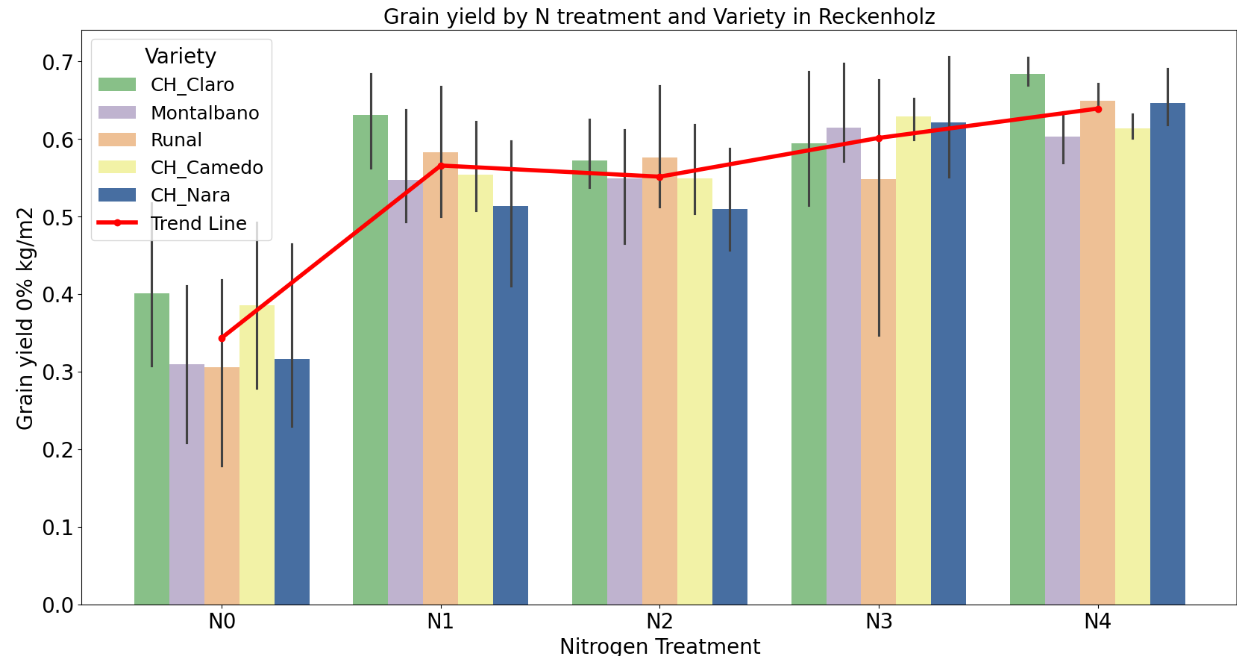 Grain yield by N treatment and Variety in Reckenholz
Variety
CH_Claro
Montalbano
Runal
CH_Camedo
CH_Nara
Trend Line
Grain yield 0% kg/m2
0.7
0.6
0.5
0.4
0.3
0.2
0.1
0.0
N0 N1 N2 N3 N4
Nitrogen Treatment